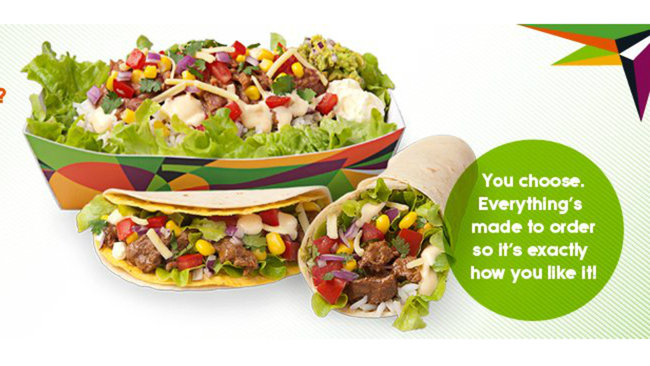 ?
You choose.
Everything's
made to order
so it's exactly
how you like it!